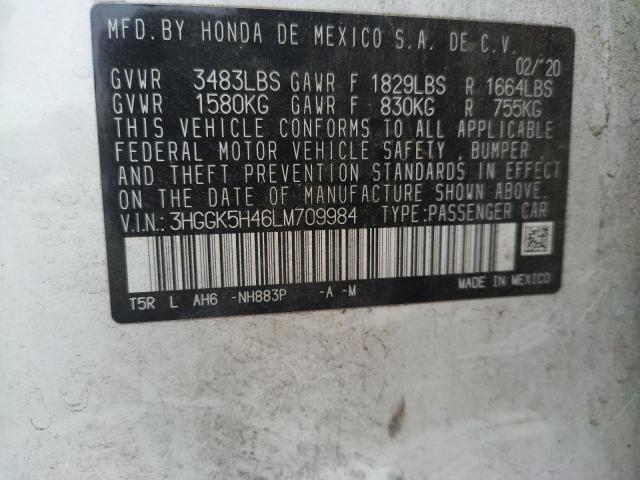 MFD. BY HONDA DE MEXICO S.A. DE C.V.
02/'20
GVWR 3483LBS GAWR F 1829LBS R 1664LBS
GVWR 1580KG GAWR F 830KG R 755KG
THIS VEHICLE CONFORMS TO ALL APPLICABLE
FEDERAL MOTOR VEHICLE SAFETY, BUMPER,
AND THEFT PREVENTION STANDARDS IN EFFECT
ON THE DATE OF MANUFACTURE SHOWN ABOVE.
V.I.N.: 3HGGK5H46LM709984 TYPE:PASSENGER CAR
T5R L AH6 -NH883P -A -M MADE IN MEXICO